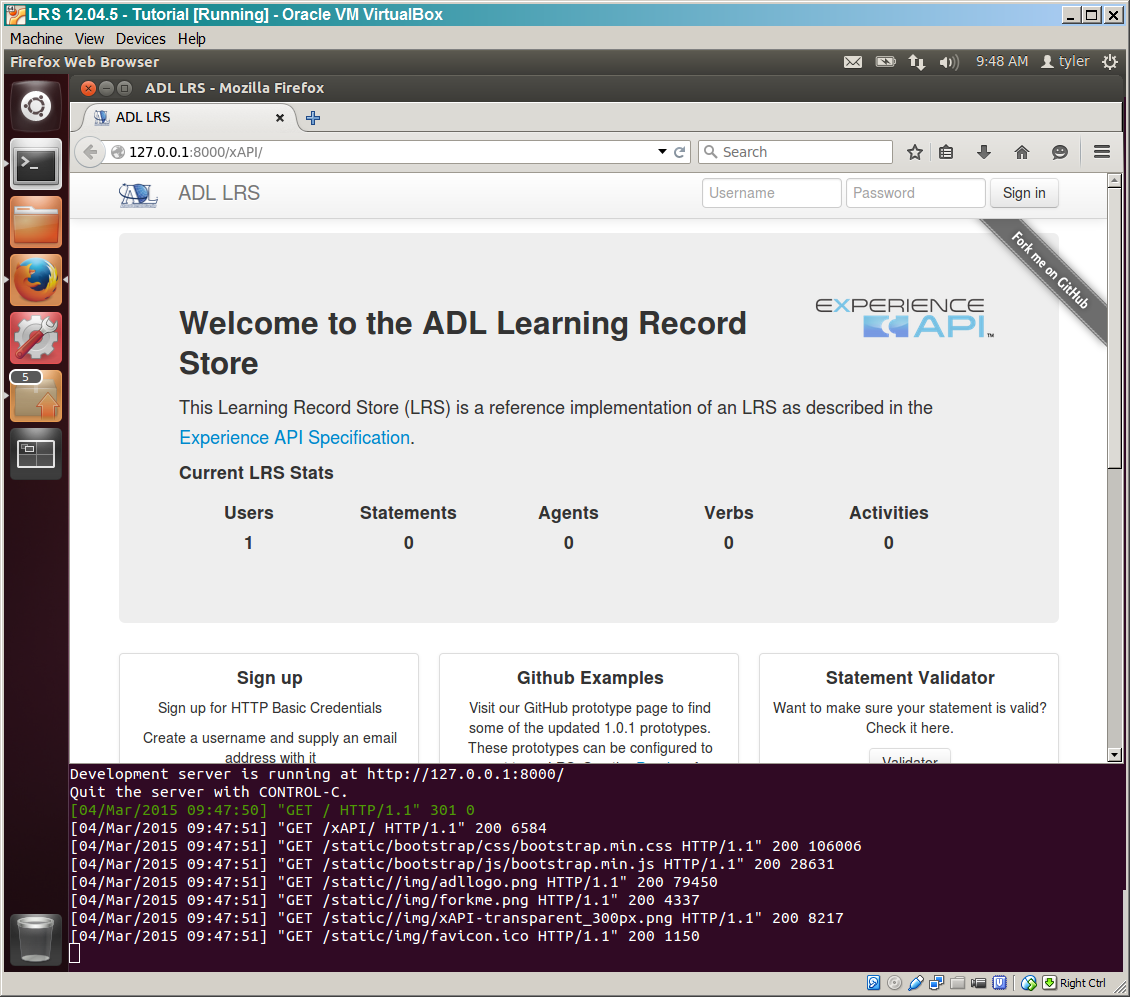 LRS 12.04.5 - Tutorial [Running] - Oracle VM VirtualBox
Machine View Devices Help
Firefox Web Browser 9:48 AM tyler
ADL LRS - Mozilla Firefox
ADL LRS
127.0.0.1:8000/xAPI/ Search
ADL ADL LRS Username Password Sign in
Fork me on GitHub
EXPERIENCE
API™
Welcome to the ADL Learning Record
Store
This Learning Record Store (LRS) is a reference implementation of an LRS as described in the
Experience API Specification.
Current LRS Stats
Users Statements Agents Verbs Activities
1 0 0 0 0
5
Sign up
Sign up for HTTP Basic Credentials
Create a username and supply an email
address with it
Github Examples
Visit our GitHub prototype page to find
some of the updated 1.0.1 prototypes.
These prototypes can be configured to
Statement Validator
Want to make sure your statement is valid?
Check it here.
Validator
Development server is running at http://127.0.0.1:8000/
Quit the server with CONTROL-C.
[04/Mar/2015 09:47:50] "GET / HTTP/1.1" 301 0
[04/Mar/2015 09:47:51] "GET /xAPI/ HTTP/1.1" 200 6584
[04/Mar/2015 09:47:51] "GET /static/bootstrap/css/bootstrap.min.css HTTP/1.1" 200 106006
[04/Mar/2015 09:47:51] "GET /static/bootstrap/js/bootstrap.min.js HTTP/1.1" 200 28631
[04/Mar/2015 09:47:51] "GET /static//img/adllogo.png HTTP/1.1" 200 79450
[04/Mar/2015 09:47:51] "GET /static//img/forkme.png HTTP/1.1" 200 4337
[04/Mar/2015 09:47:51] "GET /static//img/xAPI-transparent_300px.png HTTP/1.1" 200 8217
[04/Mar/2015 09:47:51] "GET /static/img/favicon.ico HTTP/1.1" 200 1150
Right Ctrl